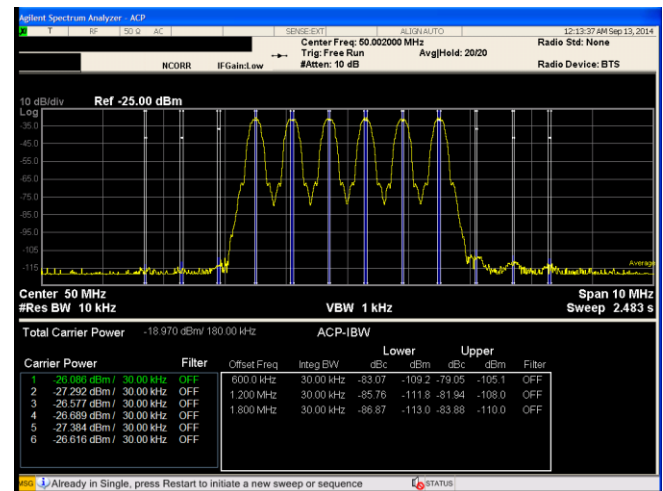 Agilent Spectrum Analyzer - ACP
T RF 50 Ω AC SENSE:EXT ALIGNAUTO 12:13:37 AM Sep 13, 2014
Center Freq: 50.002000 MHz Radio Std: None
Trig: Free Run Avg|Hold: 20/20
NCORR IFGain:Low #Atten: 10 dB Radio Device: BTS
10 dB/div Ref -25.00 dBm
Log
-35.0
-45.0
-55.0
-65.0
-75.0
-85.0
-95.0
-105
-115
Average
Center 50 MHz Span 10 MHz
#Res BW 10 kHz VBW 1 kHz Sweep 2.483 s
Total Carrier Power -18.970 dBm/ 180.00 kHz ACP-IBW
Lower Upper
Carrier Power Filter Offset Freq Integ BW dBc dBm dBc dBm Filter
1 -26.086 dBm / 30.00 kHz OFF 600.0 kHz 30.00 kHz -83.07 -109.2 -79.05 -105.1 OFF
2 -27.292 dBm / 30.00 kHz OFF 1.200 MHz 30.00 kHz -85.76 -111.8 -81.94 -108.0 OFF
3 -26.577 dBm / 30.00 kHz OFF 1.800 MHz 30.00 kHz -86.87 -113.0 -83.88 -110.0 OFF
4 -26.689 dBm / 30.00 kHz OFF
5 -27.384 dBm / 30.00 kHz OFF
6 -26.616 dBm / 30.00 kHz OFF
MSG Already in Single, press Restart to initiate a new sweep or sequence STATUS